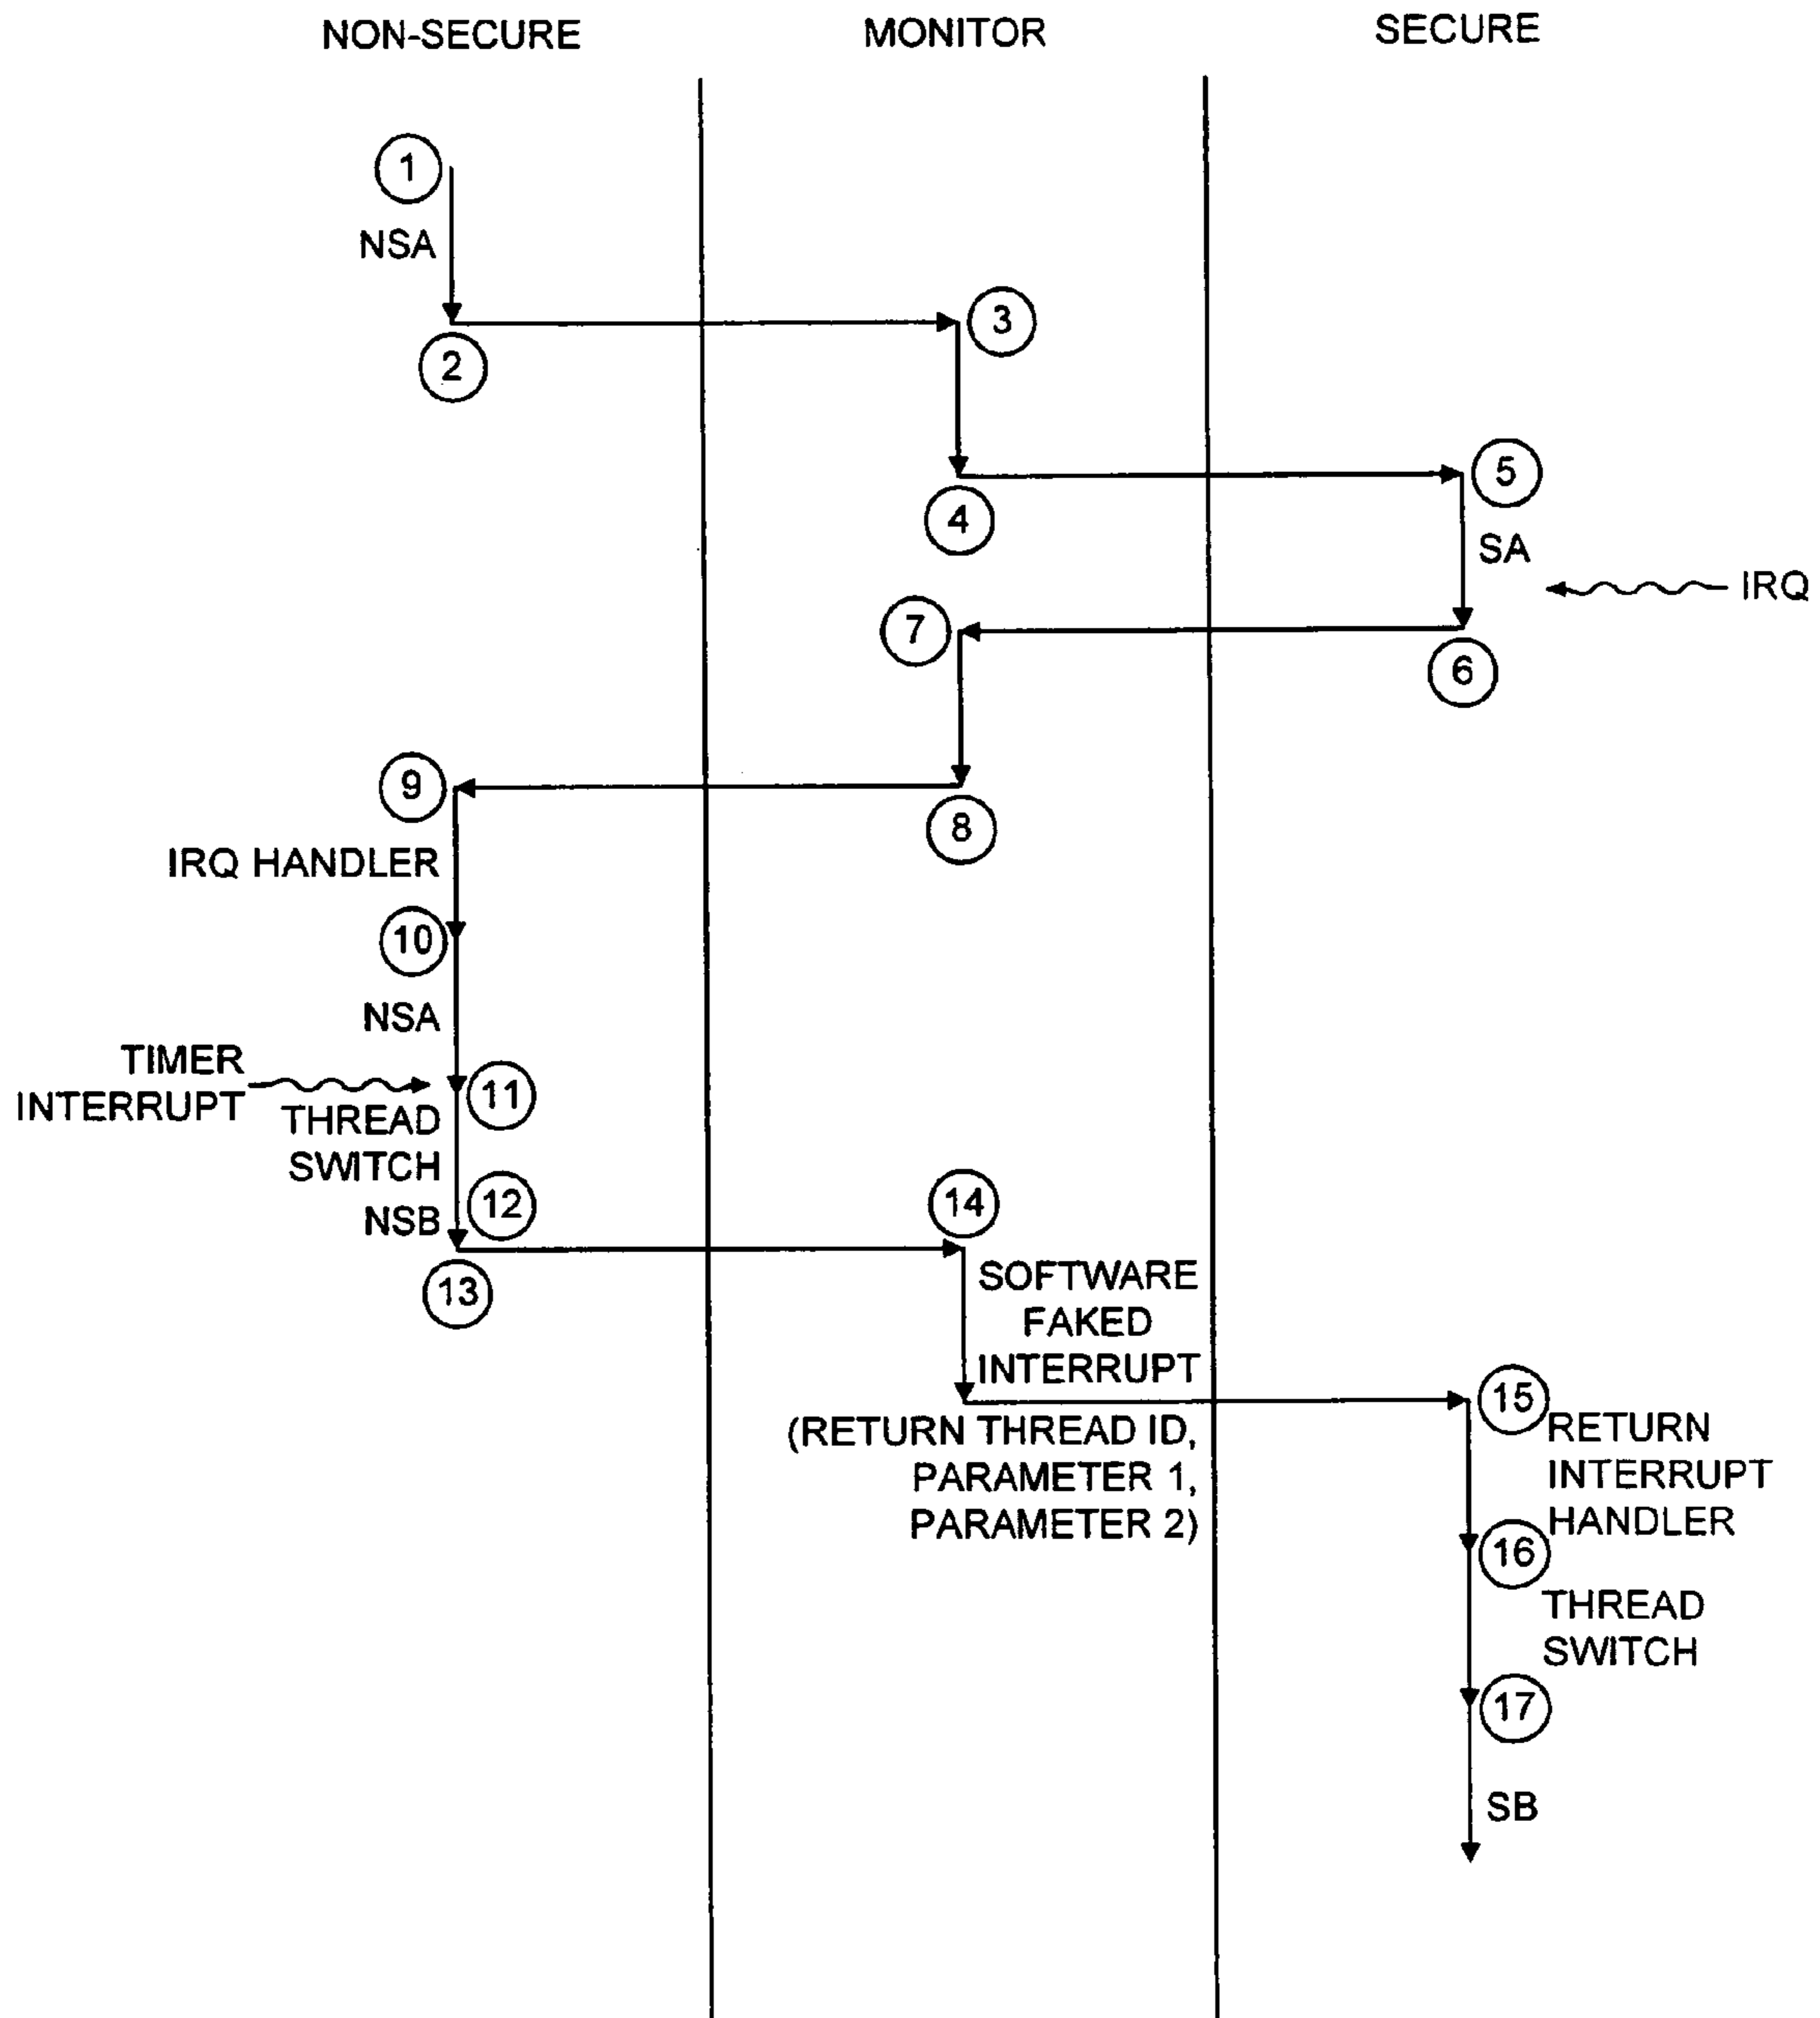 NON-SECURE
MONITOR
SECURE
1
NSA
2
3
4
5
SA
IRQ
6
7
8
9
IRQ HANDLER
10
NSA
TIMER
INTERRUPT
11
THREAD
SWITCH
12
NSB
13
14
SOFTWARE
FAKED
INTERRUPT
(RETURN THREAD ID,
PARAMETER 1,
PARAMETER 2)
15
RETURN
INTERRUPT
HANDLER
16
THREAD
SWITCH
17
SB